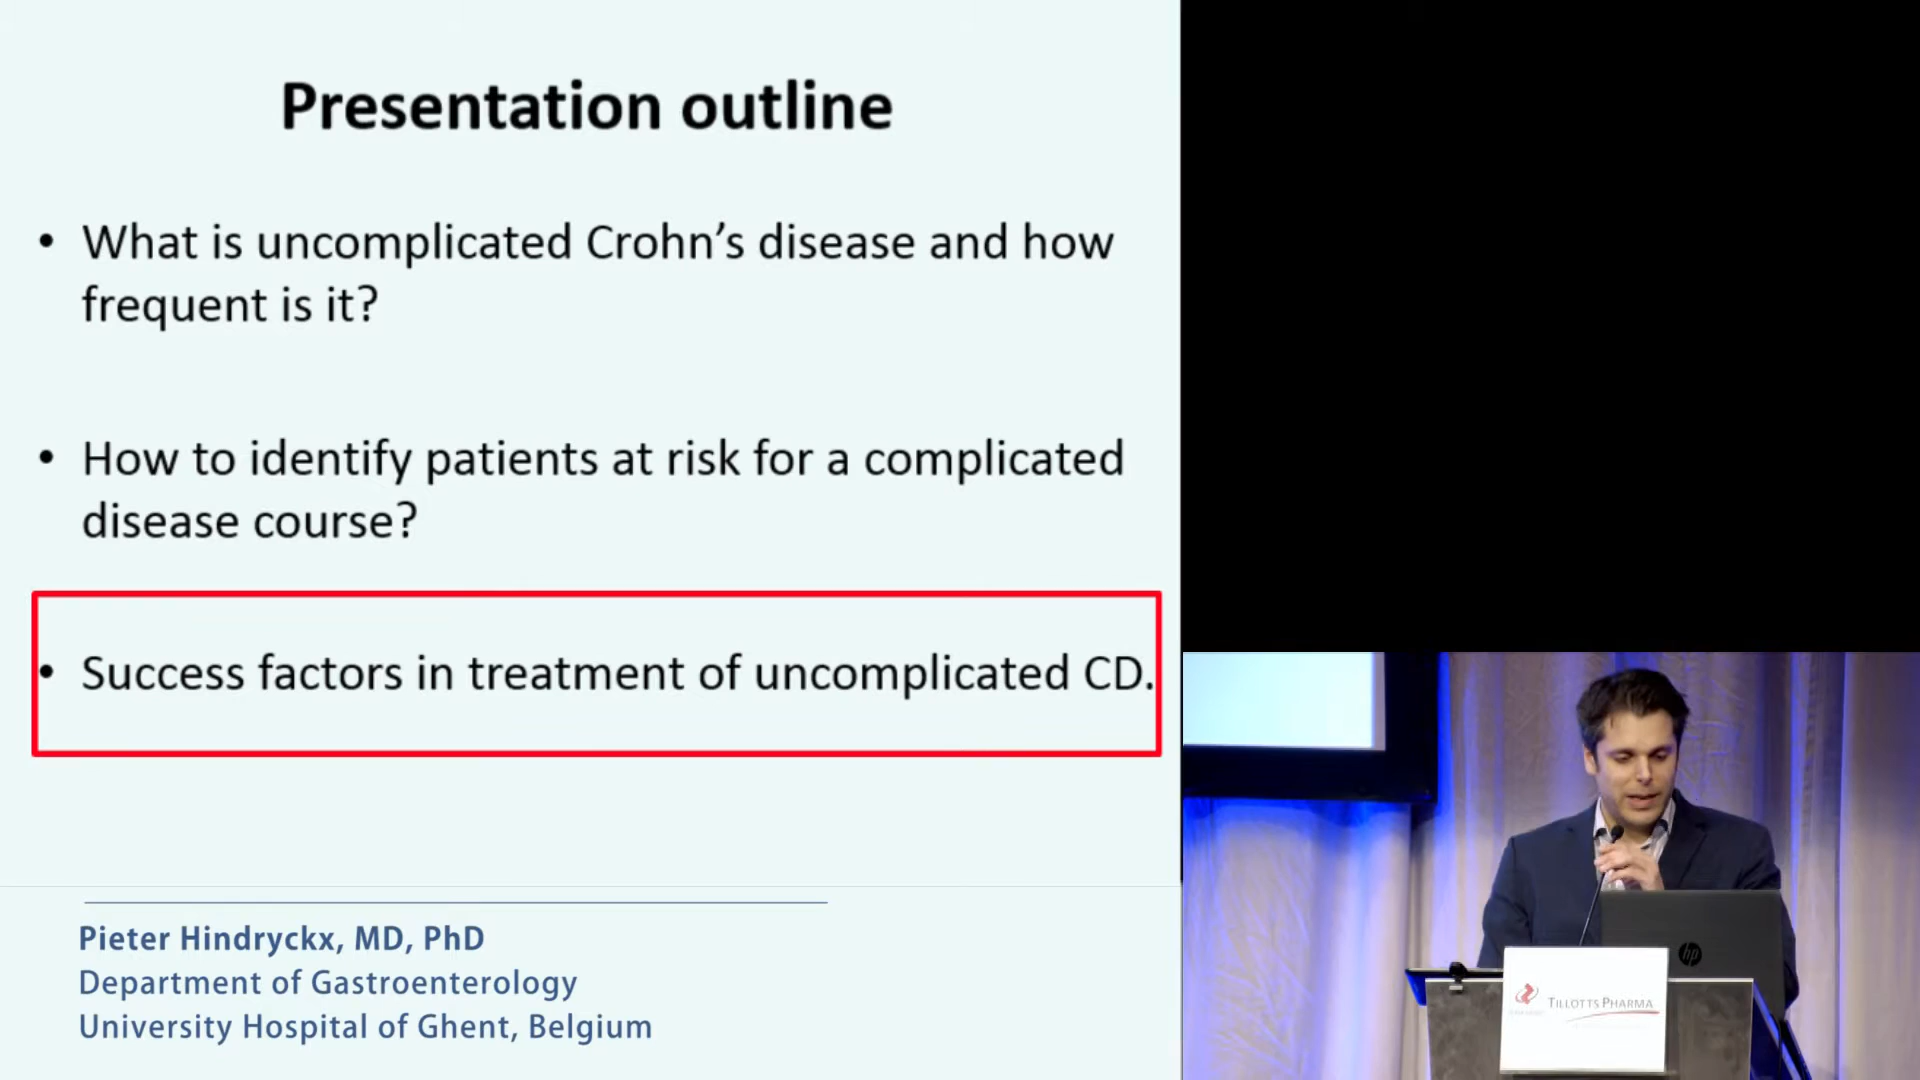 Presentation outline
• What is uncomplicated Crohn's disease and how
frequent is it?
• How to identify patients at risk for a complicated
disease course?
• Success factors in treatment of uncomplicated CD.
Pieter Hindryckx, MD, PhD
Department of Gastroenterology
University Hospital of Ghent, Belgium
hp
TILLOTTS PHARMA